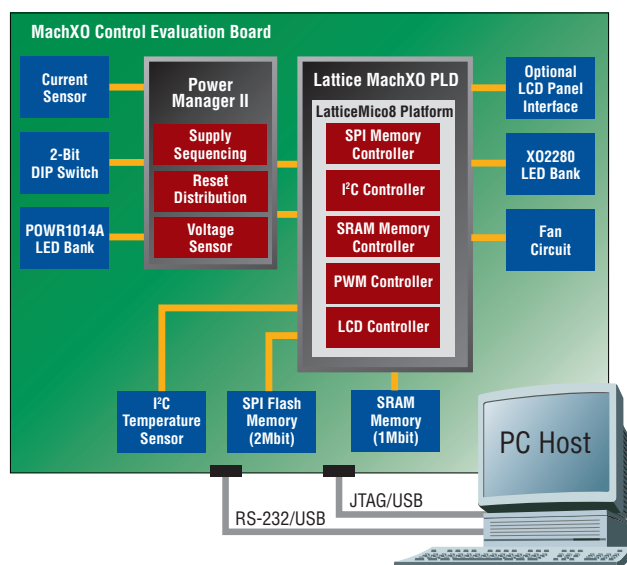 MachXO Control Evaluation Board
Current
Sensor
2-Bit
DIP Switch
POWR1014A
LED Bank
Power
Manager II
Supply
Sequencing
Reset
Distribution
Voltage
Sensor
Lattice MachXO PLD
LatticeMico8 Platform
SPI Memory
Controller
I²C Controller
SRAM Memory
Controller
PWM Controller
LCD Controller
Optional
LCD Panel
Interface
XO2280
LED Bank
Fan
Circuit
I²C
Temperature
Sensor
SPI Flash
Memory
(2Mbit)
SRAM
Memory
(1Mbit)
PC Host
JTAG/USB
RS-232/USB